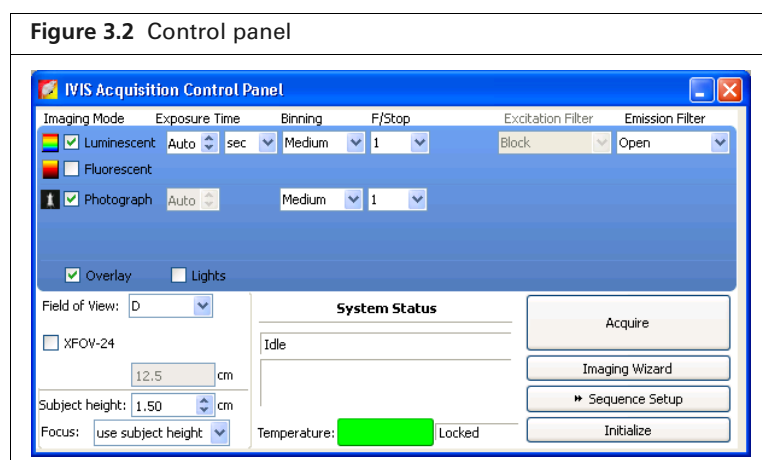 Figure 3.2 Control panel
IVIS Acquisition Control Panel
Imaging Mode Exposure Time Binning F/Stop Excitation Filter Emission Filter
Luminescent Auto sec Medium 1 Block Open
Fluorescent
Photograph Auto Medium 1
Overlay Lights
Field of View: D
XFOV-24
12.5 cm
Subject height: 1.50 cm
Focus: use subject height
System Status
Idle
Temperature: Locked
Acquire
Imaging Wizard
Sequence Setup
Initialize